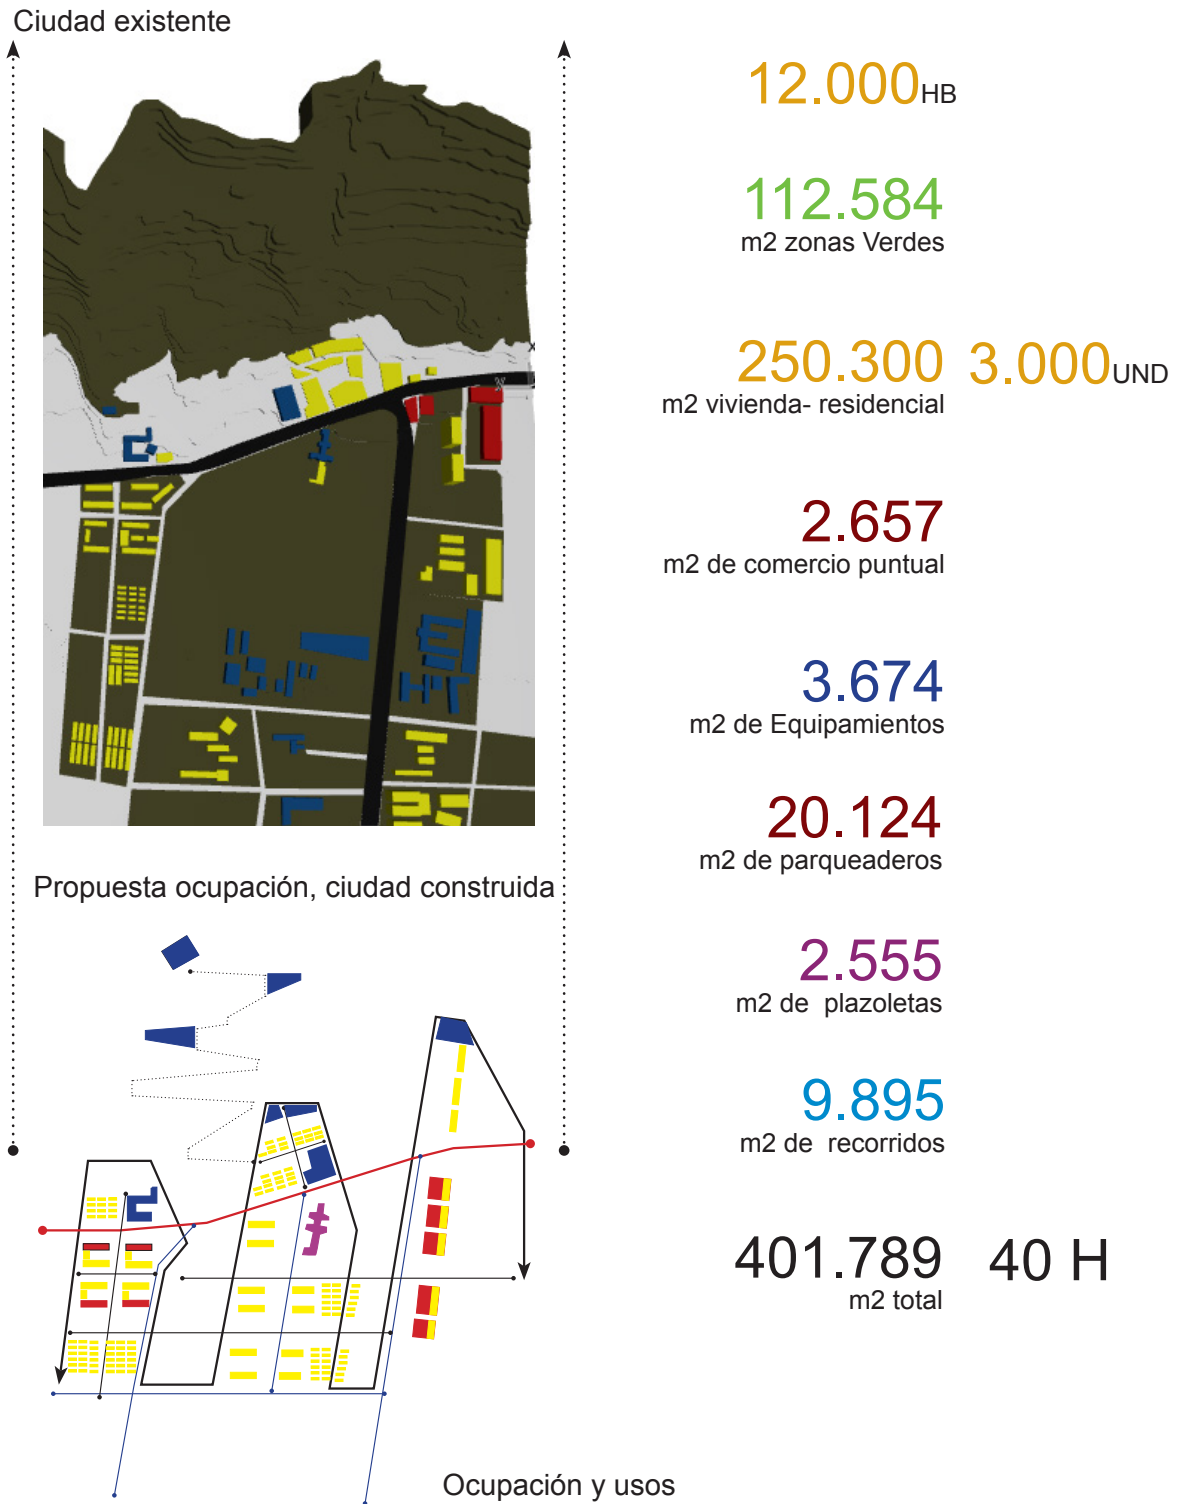 Ciudad existente
12.000HB
112.584
m2 zonas Verdes
250.300 3.000UND
m2 vivienda- residencial
2.657
m2 de comercio puntual
3.674
m2 de Equipamientos
20.124
m2 de parqueaderos
Propuesta ocupación, ciudad construida
2.555
m2 de plazoletas
9.895
m2 de recorridos
401.789 40 H
m2 total
Ocupación y usos